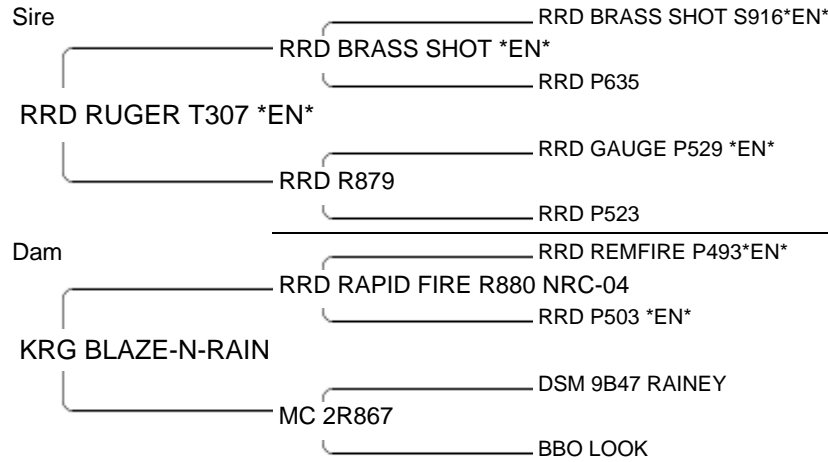 Sire
RRD BRASS SHOT S916*EN*
RRD BRASS SHOT *EN*
RRD P635
RRD RUGER T307 *EN*
RRD GAUGE P529 *EN*
RRD R879
RRD P523
Dam
RRD REMFIRE P493*EN*
RRD RAPID FIRE R880 NRC-04
RRD P503 *EN*
KRG BLAZE-N-RAIN
DSM 9B47 RAINEY
MC 2R867
BBO LOOK